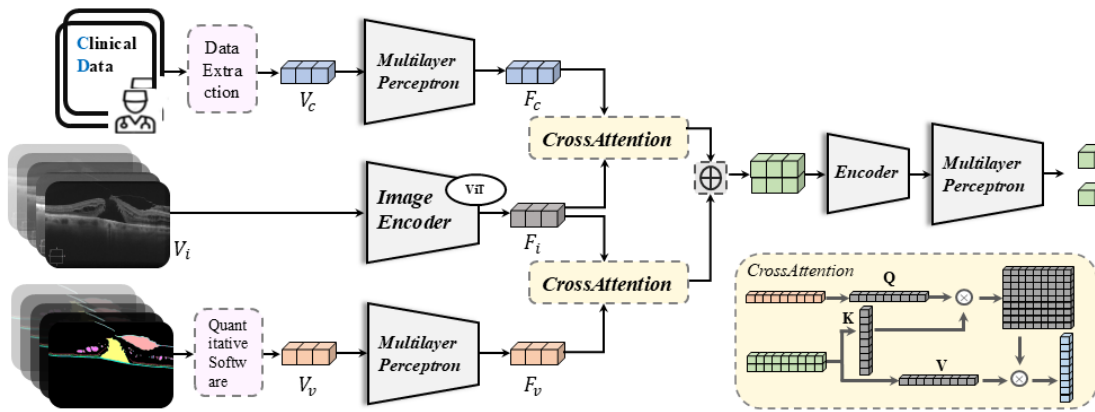 Clinical
Data
Data
Extra
ction
V_c
Multilayer
Perceptron
F_c
CrossAttention
V_i
Image
Encoder
ViT
F_i
CrossAttention
Quant
itative
Softw
are
V_v
Multilayer
Perceptron
F_v
Encoder
Multilayer
Perceptron
CrossAttention
Q
K
V